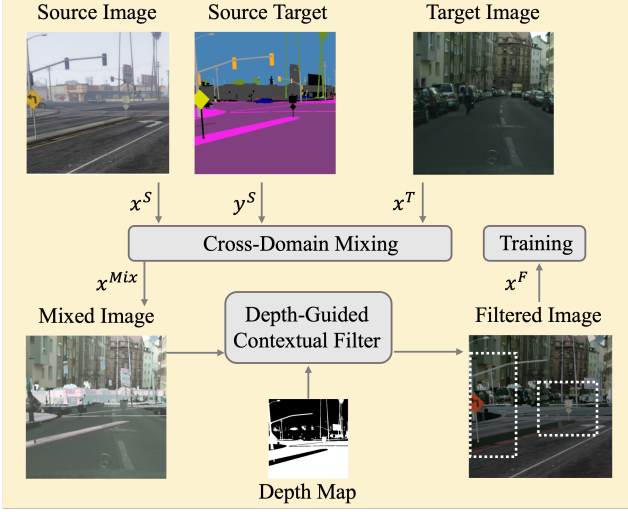 Source Image
Source Target
Target Image
x^S
y^S
x^T
Cross-Domain Mixing
Training
x^Mix
x^F
Mixed Image
Depth-Guided
Contextual Filter
Filtered Image
Depth Map